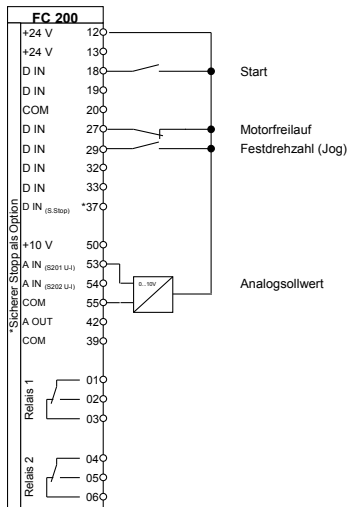 FC 200
+24 V 12
+24 V 13
D IN 18 Start
D IN 19
COM 20
D IN 27 Motorfreilauf
D IN 29 Festdrehzahl (Jog)
D IN 32
D IN 33
D IN (S.Stop) *37
+10 V 50
A IN (S201 U-I) 53 0...10V Analogsollwert
A IN (S202 U-I) 54
COM 55
A OUT 42
COM 39
*Sicherer Stopp als Option
Relais 1
01
02
03
Relais 2
04
05
06